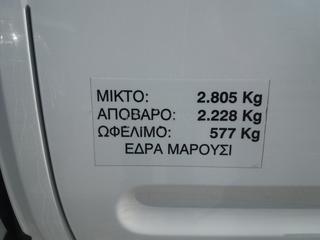 ΜΙΚΤΟ: 2.805 Kg
ΑΠΟΒΑΡΟ: 2.228 Kg
ΩΦΕΛΙΜΟ: 577 Kg
ΕΔΡΑ ΜΑΡΟΥΣΙ